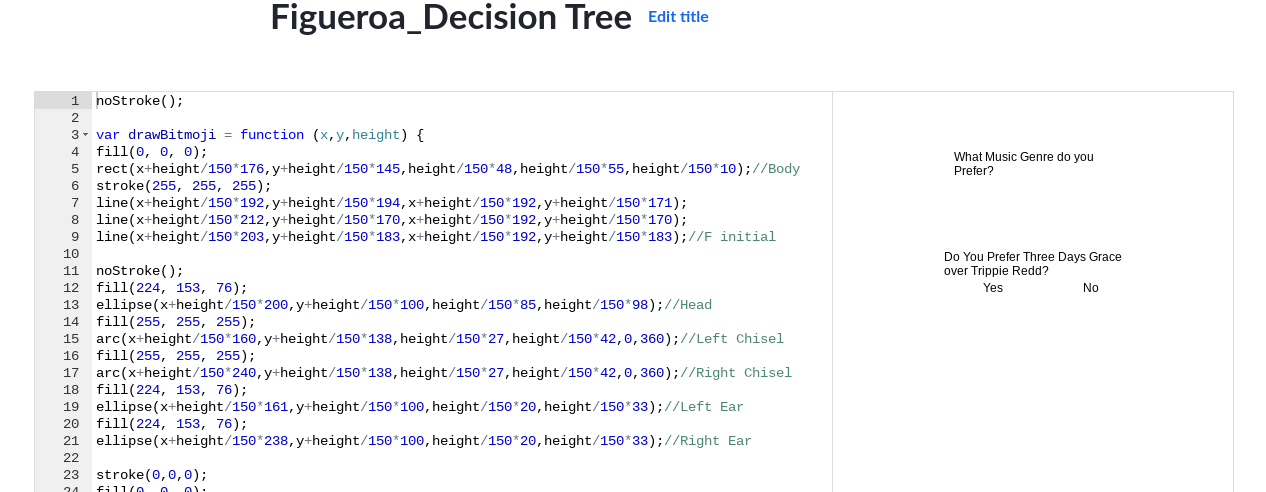 Figueroa_Decision Tree Edit title
1 noStroke();
2
3 var drawBitmoji = function (x,y,height) {
4 fill(0, 0, 0);
5 rect(x+height/150*176,y+height/150*145,height/150*48,height/150*55,height/150*10);//Body
6 stroke(255, 255, 255);
7 line(x+height/150*192,y+height/150*194,x+height/150*192,y+height/150*171);
8 line(x+height/150*212,y+height/150*170,x+height/150*192,y+height/150*170);
9 line(x+height/150*203,y+height/150*183,x+height/150*192,y+height/150*183);//F initial
10
11 noStroke();
12 fill(224, 153, 76);
13 ellipse(x+height/150*200,y+height/150*100,height/150*85,height/150*98);//Head
14 fill(255, 255, 255);
15 arc(x+height/150*160,y+height/150*138,height/150*27,height/150*42,0,360);//Left Chisel
16 fill(255, 255, 255);
17 arc(x+height/150*240,y+height/150*138,height/150*27,height/150*42,0,360);//Right Chisel
18 fill(224, 153, 76);
19 ellipse(x+height/150*161,y+height/150*100,height/150*20,height/150*33);//Left Ear
20 fill(224, 153, 76);
21 ellipse(x+height/150*238,y+height/150*100,height/150*20,height/150*33);//Right Ear
22
23 stroke(0,0,0);
24 fill(0, 0, 0);
What Music Genre do you
Prefer?
Do You Prefer Three Days Grace
over Trippie Redd?
Yes No